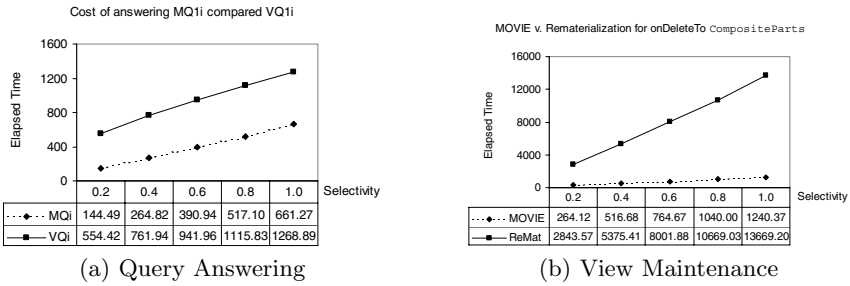 Cost of answering MQ1i compared VQ1i
1600
1200
800
400
0
Elapsed Time
0.2 0.4 0.6 0.8 1.0 Selectivity
MQi 144.49 264.82 390.94 517.10 661.27
VQi 554.42 761.94 941.96 1115.83 1268.89
(a) Query Answering
MOVIE v. Rematerialization for onDeleteTo CompositeParts
16000
12000
8000
4000
0
Elapsed Time
0.2 0.4 0.6 0.8 1.0 Selectivity
MOVIE 264.12 516.68 764.67 1040.00 1240.37
ReMat 2843.57 5375.41 8001.88 10669.03 13669.20
(b) View Maintenance